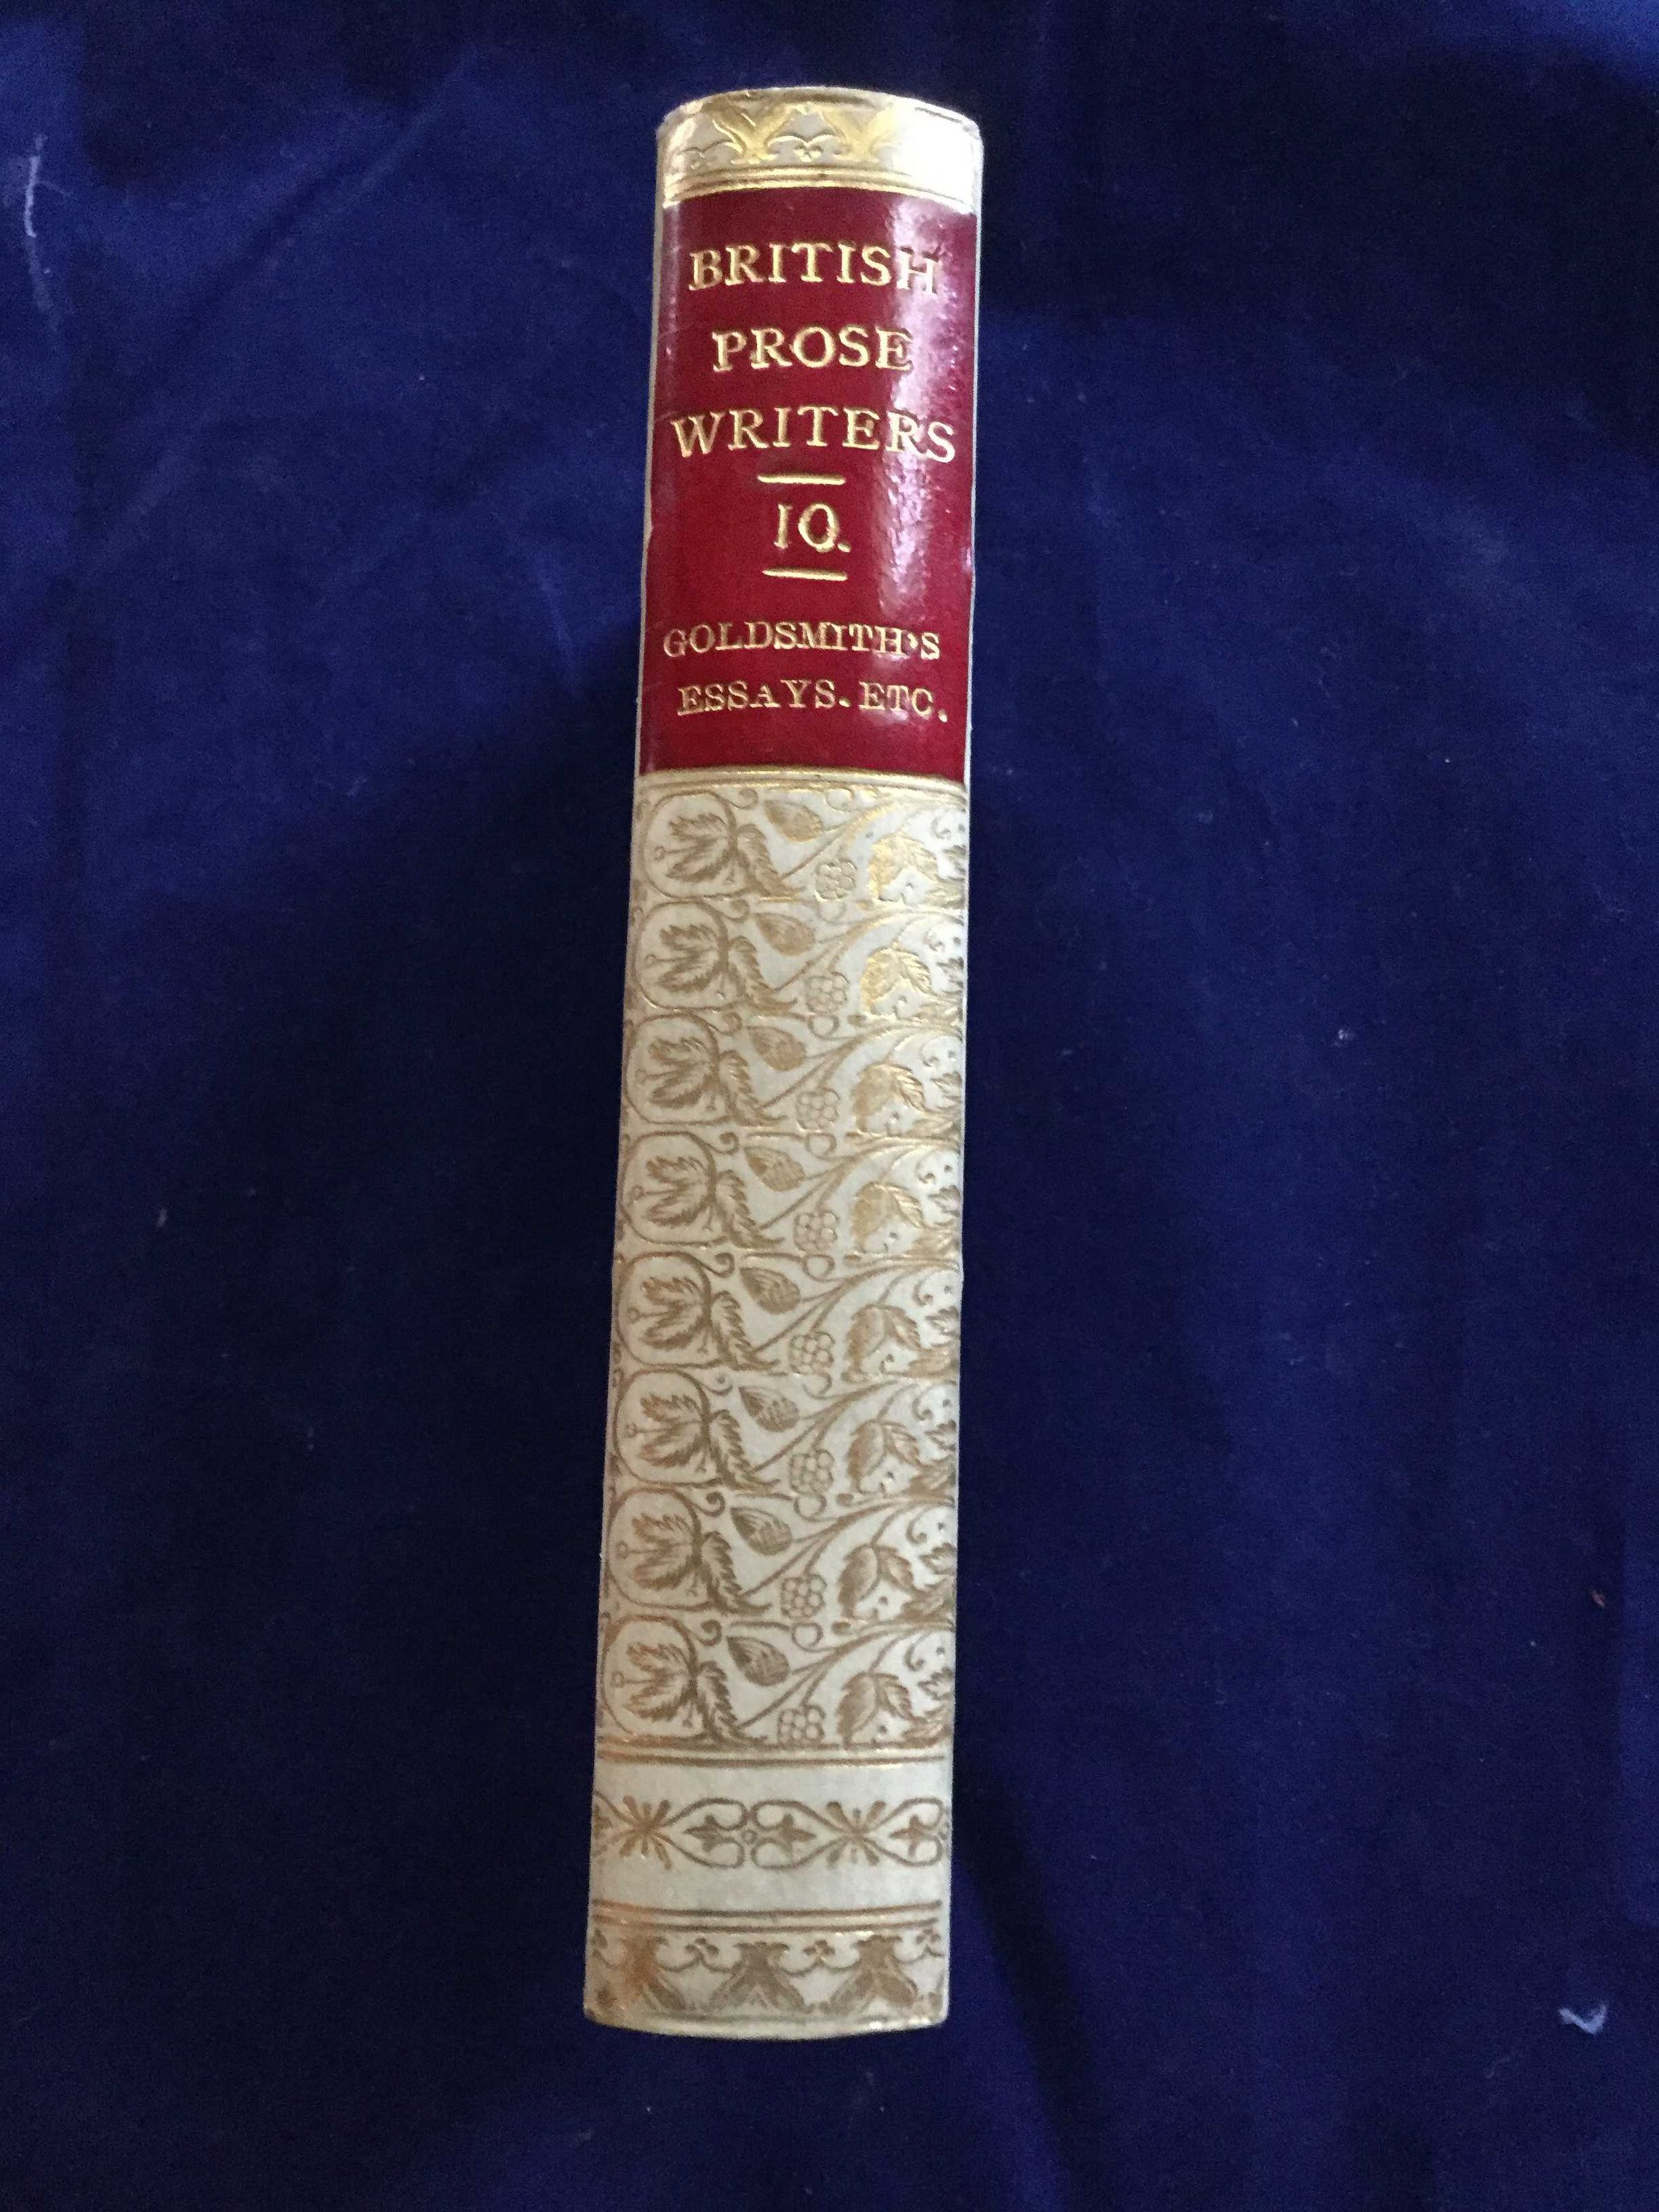 BRITISH
PROSE
WRITERS
10.
GOLDSMITH'S
ESSAYS. ETC.